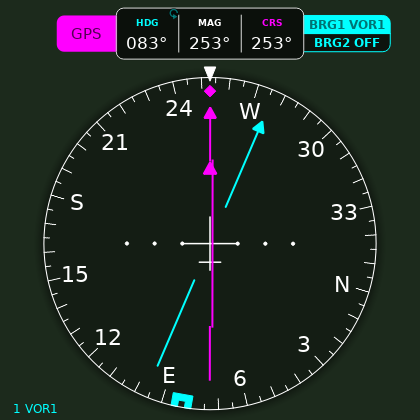 GPS
HDG MAG CRS
083° 253° 253°
BRG1 VOR1
BRG2 OFF
24 W 30 33 N 3 6 E 12 15 S 21
1 VOR1